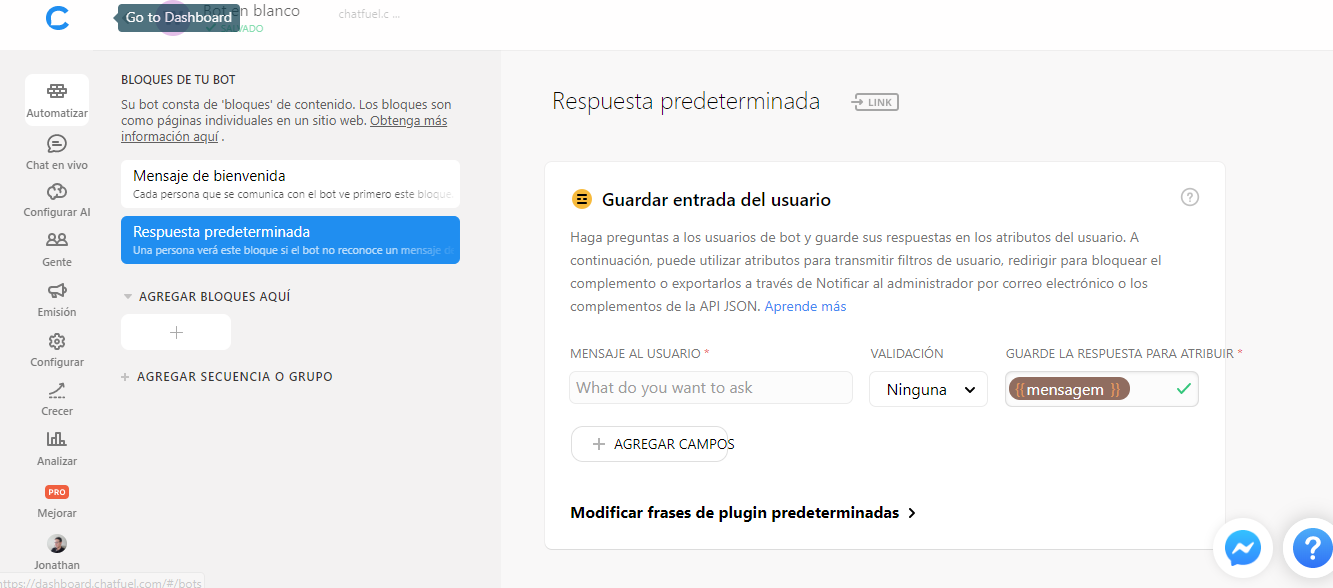 Go to Dashboard
Bot en blanco
SALVADO
chatfuel.c ...
Automatizar
Chat en vivo
Configurar AI
Gente
Emisión
Configurar
Crecer
Analizar
PRO
Mejorar
Jonathan
https://dashboard.chatfuel.com/#/bots
BLOQUES DE TU BOT
Su bot consta de 'bloques' de contenido. Los bloques son
como páginas individuales en un sitio web. Obtenga más
información aquí .
Mensaje de bienvenida
Cada persona que se comunica con el bot ve primero este bloque.
Respuesta predeterminada
Una persona verá este bloque si el bot no reconoce un mensaje de
AGREGAR BLOQUES AQUÍ
+
+ AGREGAR SECUENCIA O GRUPO
Respuesta predeterminada
LINK
Guardar entrada del usuario
?
Haga preguntas a los usuarios de bot y guarde sus respuestas en los atributos del usuario. A
continuación, puede utilizar atributos para transmitir filtros de usuario, redirigir para bloquear el
complemento o exportarlos a través de Notificar al administrador por correo electrónico o los
complementos de la API JSON. Aprende más
MENSAJE AL USUARIO * VALIDACIÓN GUARDE LA RESPUESTA PARA ATRIBUIR *
What do you want to ask Ninguna {{mensagem }}
+ AGREGAR CAMPOS
Modificar frases de plugin predeterminadas >
?